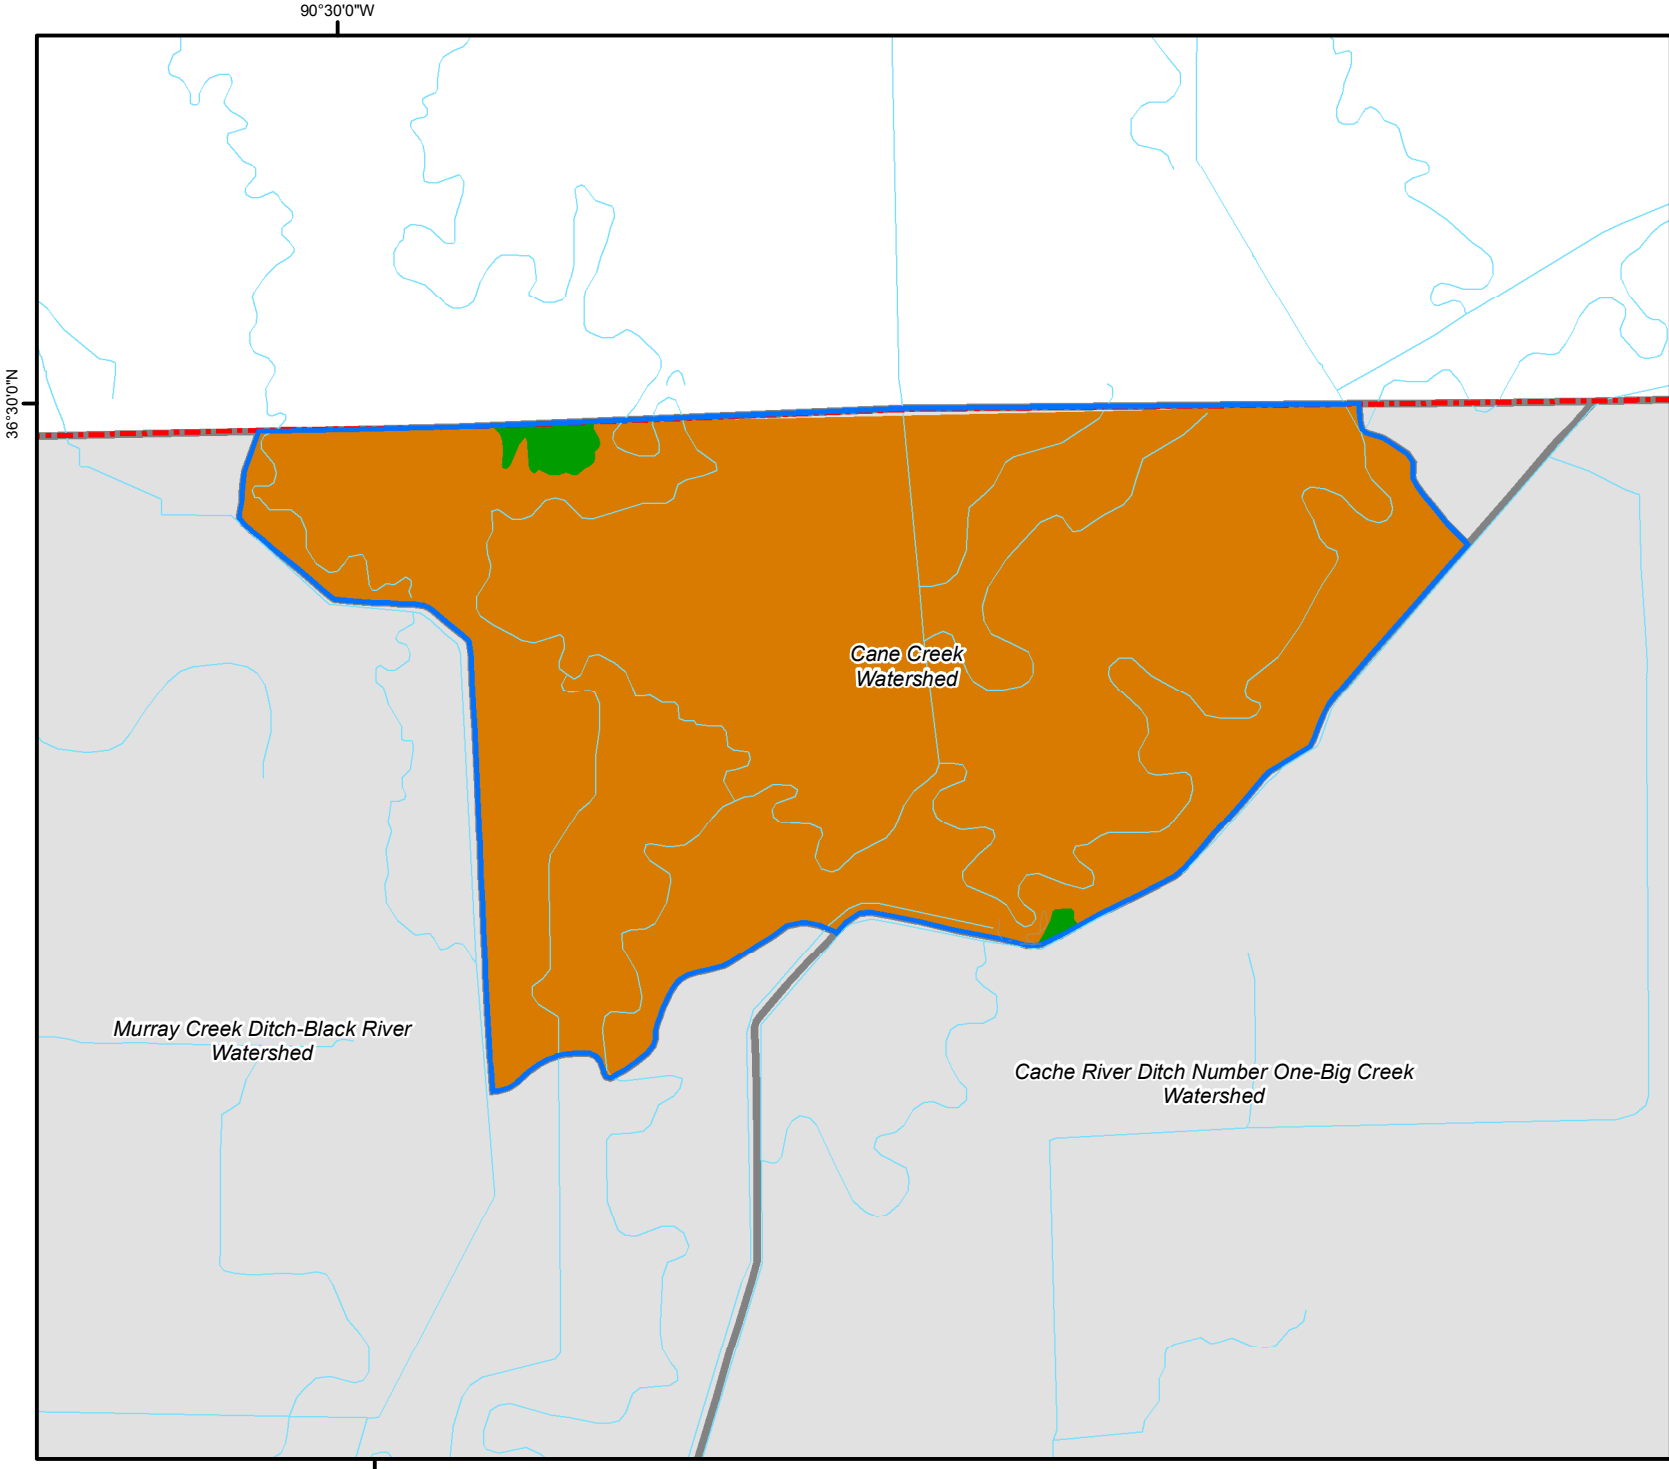 90°30'0"W
36°30'0"N
Cane Creek
Watershed
Murray Creek Ditch-Black River
Watershed
Cache River Ditch Number One-Big Creek
Watershed